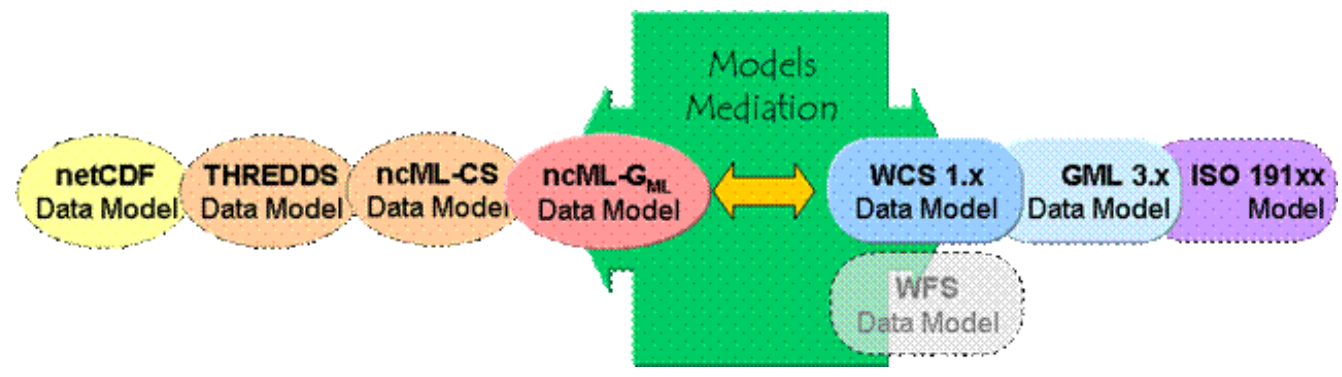 Models
Mediation
netCDF
Data Model
THREDDS
Data Model
ncML-CS
Data Model
ncML-GML
Data Model
WCS 1.x
Data Model
GML 3.x
Data Model
ISO 191xx
Model
WFS
Data Model